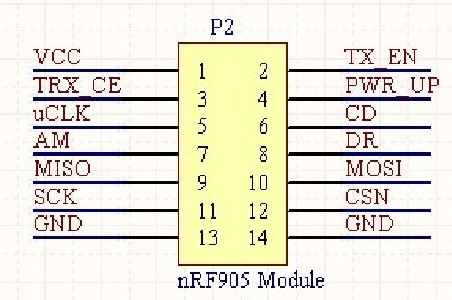 P2
VCC 1 2 TX_EN
TRX_CE 3 4 PWR_UP
uCLK 5 6 CD
AM 7 8 DR
MISO 9 10 MOSI
SCK 11 12 CSN
GND 13 14 GND
nRF905 Module